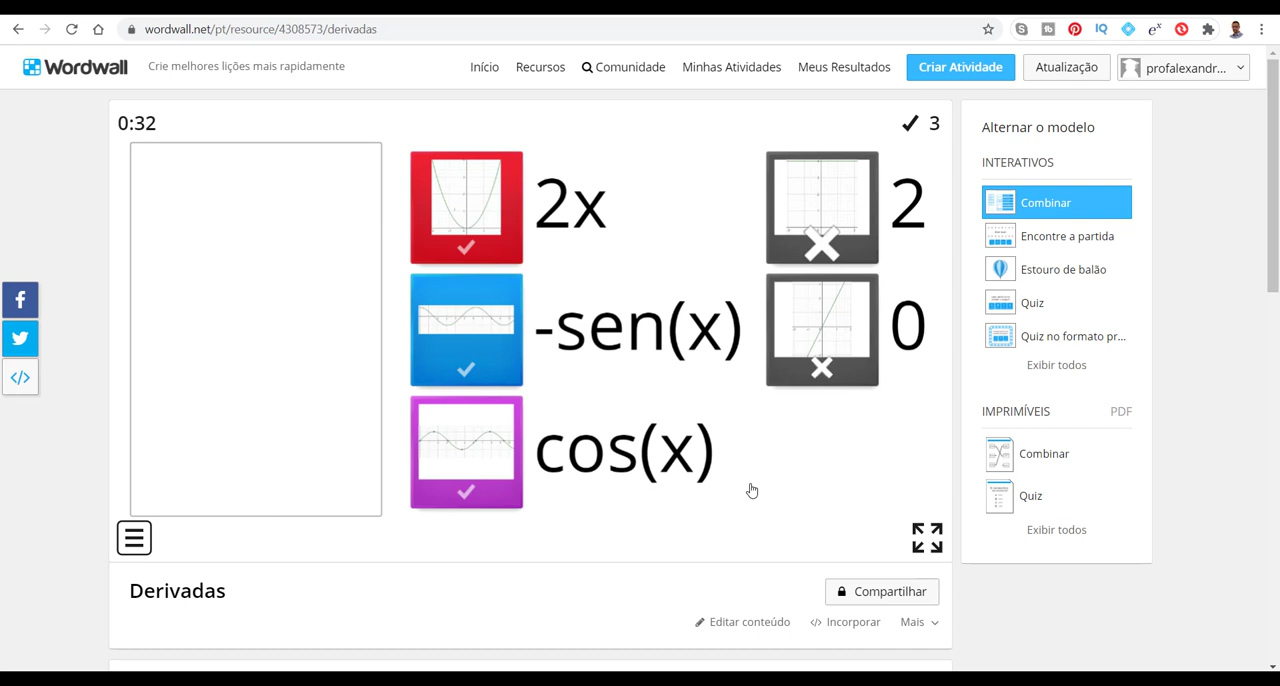 wordwall.net/pt/resource/4308573/derivadas
Wordwall
Crie melhores lições mais rapidamente
Início
Recursos
Comunidade
Minhas Atividades
Meus Resultados
Criar Atividade
Atualização
profalexandr...
0:32
3
2x
2
-sen(x)
0
cos(x)
Derivadas
Compartilhar
Editar conteúdo
Incorporar
Mais
Alternar o modelo
INTERATIVOS
Combinar
Encontre a partida
Estouro de balão
Quiz
Quiz no formato pr...
Exibir todos
IMPRIMÍVEIS PDF
Combinar
Quiz
Exibir todos